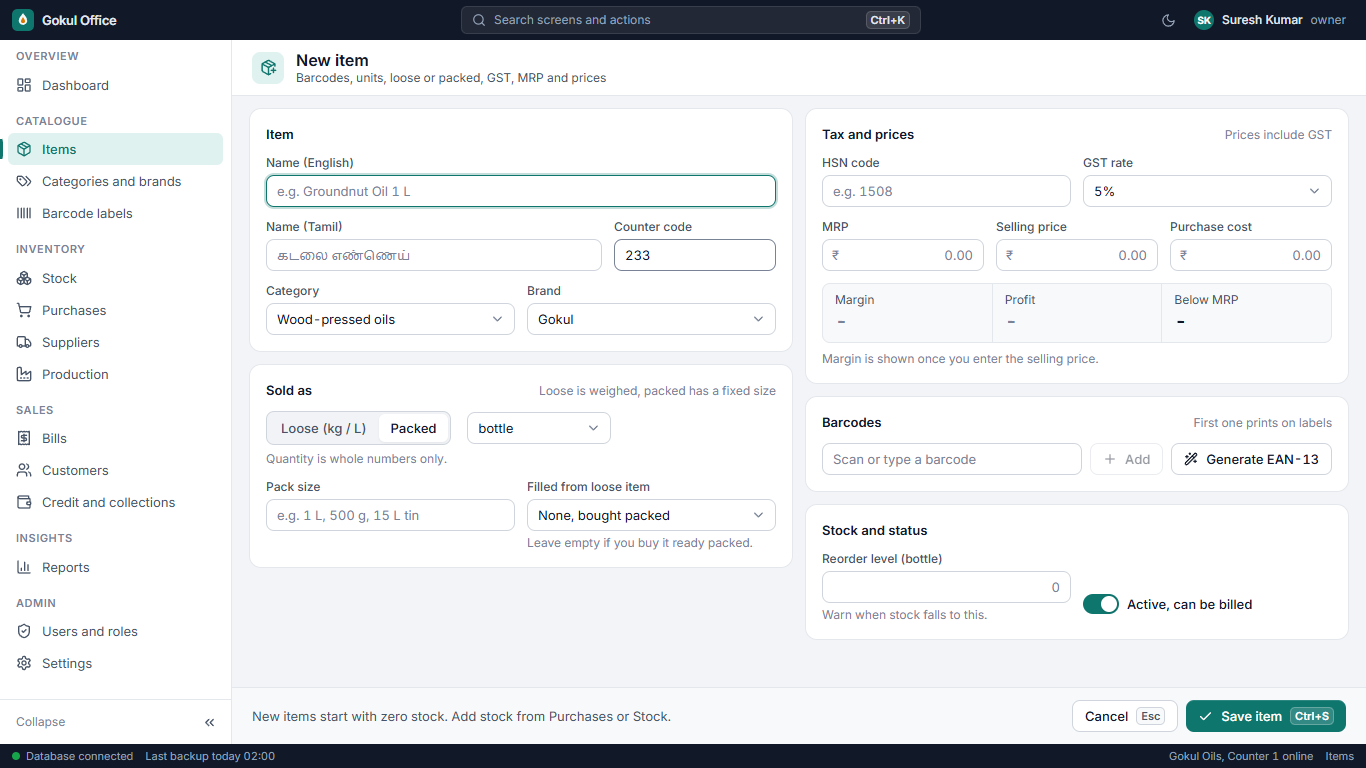 Gokul Office
Search screens and actions
Ctrl+K
SK
Suresh Kumar owner
OVERVIEW
Dashboard
CATALOGUE
Items
Categories and brands
Barcode labels
INVENTORY
Stock
Purchases
Suppliers
Production
SALES
Bills
Customers
Credit and collections
INSIGHTS
Reports
ADMIN
Users and roles
Settings
Collapse
New item
Barcodes, units, loose or packed, GST, MRP and prices
Item
Name (English)
e.g. Groundnut Oil 1 L
Name (Tamil)
Counter code
கடலை எண்ணெய்
233
Category
Brand
Wood-pressed oils
Gokul
Sold as
Loose is weighed, packed has a fixed size
Loose (kg / L)
Packed
bottle
Quantity is whole numbers only.
Pack size
Filled from loose item
e.g. 1 L, 500 g, 15 L tin
None, bought packed
Leave empty if you buy it ready packed.
Tax and prices
Prices include GST
HSN code
GST rate
e.g. 1508
5%
MRP
Selling price
Purchase cost
₹ 0.00
₹ 0.00
₹ 0.00
Margin
Profit
Below MRP
–
–
–
Margin is shown once you enter the selling price.
Barcodes
First one prints on labels
Scan or type a barcode
+ Add
Generate EAN-13
Stock and status
Reorder level (bottle)
0
Active, can be billed
Warn when stock falls to this.
New items start with zero stock. Add stock from Purchases or Stock.
Cancel Esc
Save item Ctrl+S
Database connected
Last backup today 02:00
Gokul Oils, Counter 1 online
Items